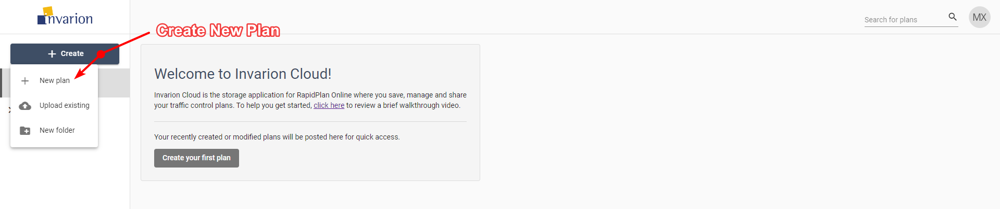 invarion
Create New Plan
Search for plans
MX
Create
New plan
Upload existing
New folder
Welcome to Invarion Cloud!
Invarion Cloud is the storage application for RapidPlan Online where you save, manage and share
your traffic control plans. To help you get started, click here to review a brief walkthrough video.
Your recently created or modified plans will be posted here for quick access.
Create your first plan